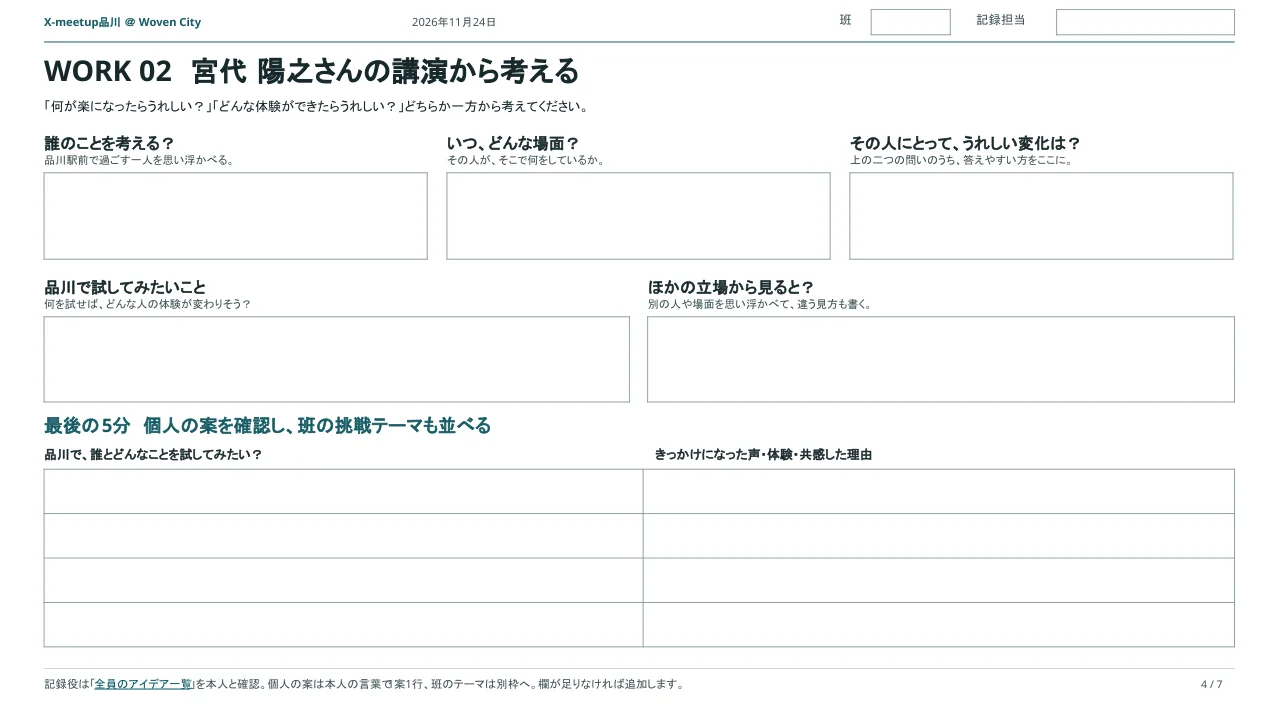 X-meetup品川 @ Woven City
2026年11月24日
班
記録担当
WORK 02 宮代 陽之さんの講演から考える
「何が楽になったらうれしい？」「どんな体験ができたらうれしい？」どちらか一方から考えてください。
誰のことを考える？
品川駅前で過ごす一人を思い浮かべる。
いつ、どんな場面？
その人が、そこで何をしているか。
その人にとって、うれしい変化は？
上の二つの問いのうち、答えやすい方をここに。
品川で試してみたいこと
何を試せば、どんな人の体験が変わりそう？
ほかの立場から見ると？
別の人や場面を思い浮かべて、違う見方も書く。
最後の5分 個人の案を確認し、班の挑戦テーマも並べる
品川で、誰とどんなことを試してみたい？
きっかけになった声・体験・共感した理由
記録役は「全員のアイデア一覧」を本人と確認。個人の案は本人の言葉で1案1行、班のテーマは別枠へ。欄が足りなければ追加します。
4 / 7